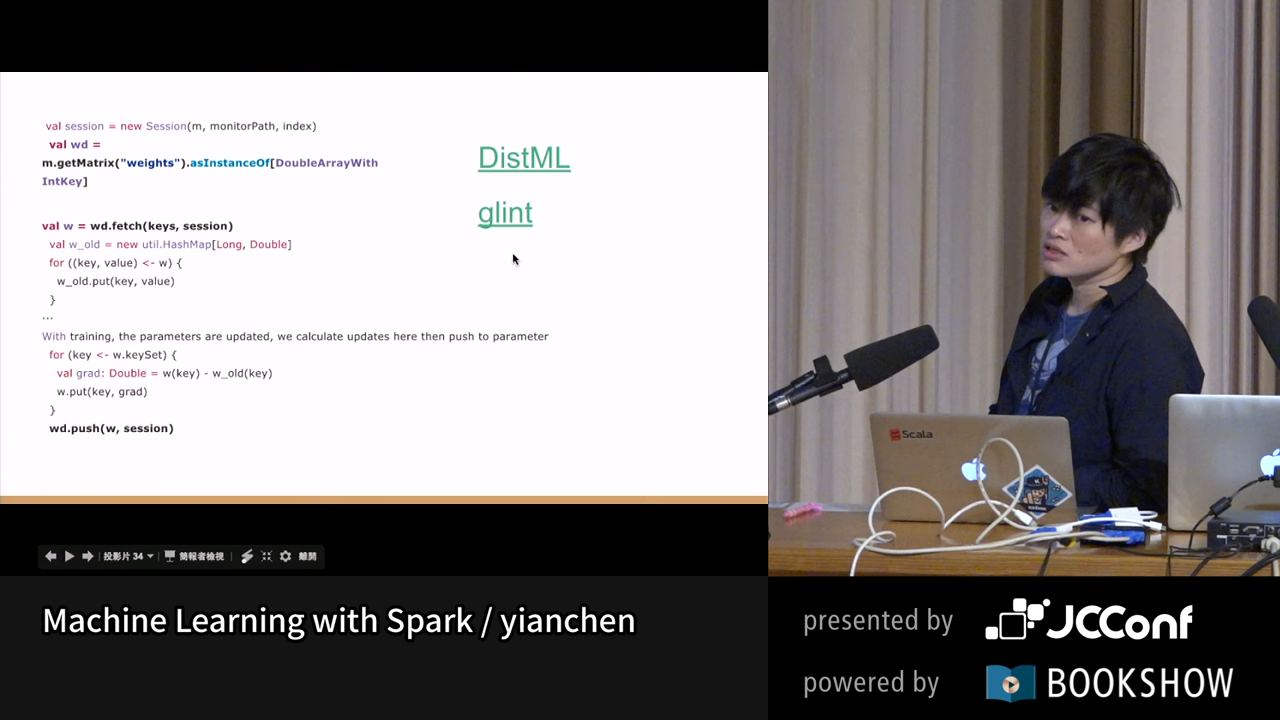 val session = new Session(m, monitorPath, index)
val wd =
m.getMatrix("weights").asInstanceOf[DoubleArrayWith
IntKey]
val w = wd.fetch(keys, session)
val w_old = new util.HashMap[Long, Double]
for ((key, value) <- w) {
w_old.put(key, value)
}
...
With training, the parameters are updated, we calculate updates here then push to parameter
for (key <- w.keySet) {
val grad: Double = w(key) - w_old(key)
w.put(key, grad)
}
wd.push(w, session)
DistML
glint
投影片 34
簡報者檢視
離開
Scala
Machine Learning with Spark / yianchen
presented by JCConf
powered by BOOKSHOW